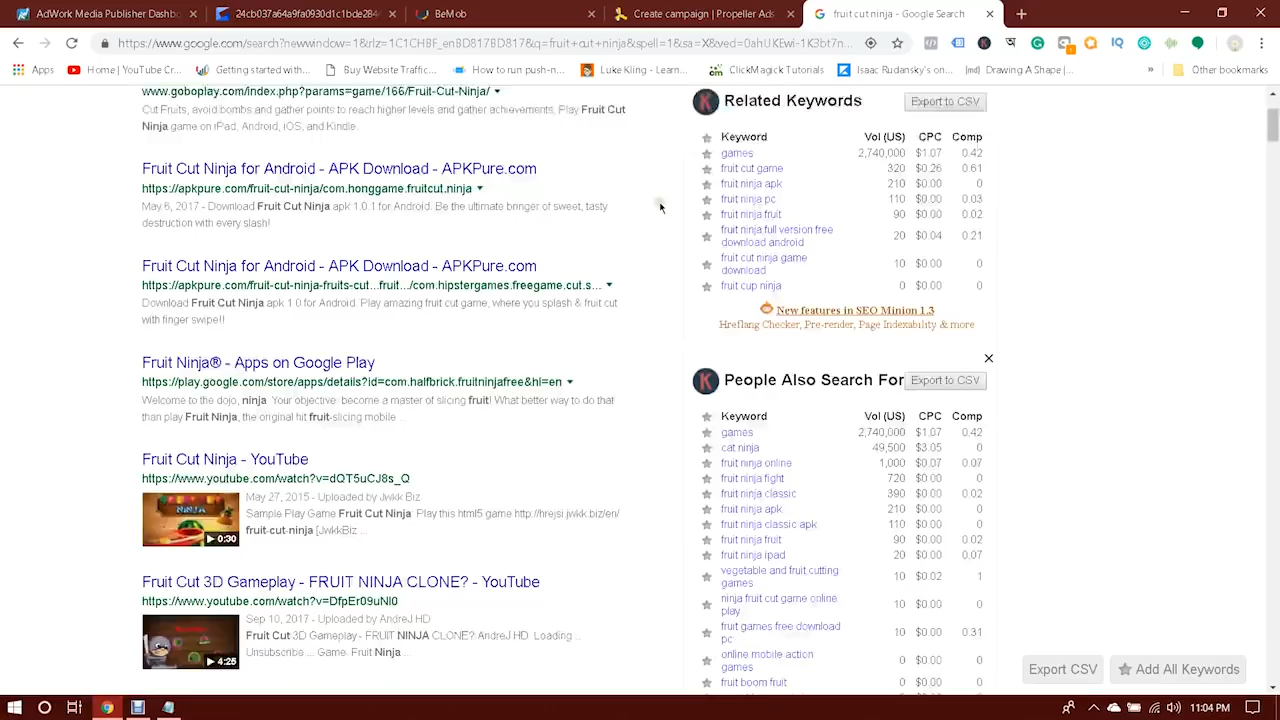 AdWork Media Publisher Dashbo
24cb037a64a9a0930d1c1bde284
BeMob
Create campaign | Propeller Ads
fruit cut ninja - Google Search
Apps
Home | YouTube Cr...
Getting started with...
Buy Website Traffic...
How to run push-n...
Luke Kling - Learn...
ClickMagick Tutorials
Isaac Rudansky's on...
Drawing A Shape |...
»
Other bookmarks
www.goboplay.com/index.php?params=game/166/Fruit-Cut-Ninja/
Cut Fruits, avoid bombs and gather points to reach higher levels and gather achievements. Play Fruit Cut
Ninja game on iPad, Android, iOS, and Kindle.
Fruit Cut Ninja for Android - APK Download - APKPure.com
https://apkpure.com/fruit-cut-ninja/com.honggame.fruitcut.ninja
May 6, 2017 - Download Fruit Cut Ninja apk 1.0.1 for Android. Be the ultimate bringer of sweet, tasty
destruction with every slash!
Fruit Cut Ninja for Android - APK Download - APKPure.com
https://apkpure.com/fruit-cut-ninja-fruits-cut...fruit.../com.hipstergames.freegame.cut.s...
Download Fruit Cut Ninja apk 1.0 for Android. Play amazing fruit cut game, where you splash & fruit cut
with finger swipe!!
Fruit Ninja® - Apps on Google Play
https://play.google.com/store/apps/details?id=com.halfbrick.fruitninjafree&hl=en
Welcome to the dojo, ninja. Your objective: become a master of slicing fruit! What better way to do that
than play Fruit Ninja, the original hit fruit-slicing mobile ...
Fruit Cut Ninja - YouTube
https://www.youtube.com/watch?v=dQT5uCJ8s_Q
May 27, 2015 - Uploaded by Jwkk Biz
Sample Play Game Fruit Cut Ninja. Play this html5 game http://hrejsi.jwkk.biz/en/
fruit-cut-ninja [JwkkBiz ...
NINJA
0:30
Fruit Cut 3D Gameplay - FRUIT NINJA CLONE? - YouTube
https://www.youtube.com/watch?v=DfpEr09uNl0
Sep 10, 2017 - Uploaded by AndreJ HD
Fruit Cut 3D Gameplay - FRUIT NINJA CLONE? AndreJ HD. Loading...
Unsubscribe ... Game. Fruit Ninja ...
4:25
K
Related Keywords
Export to CSV
Keyword Vol (US) CPC Comp
games 2,740,000 $1.07 0.42
fruit cut game 320 $0.26 0.61
fruit ninja apk 210 $0.00 0
fruit ninja pc 110 $0.00 0.03
fruit ninja fruit 90 $0.00 0.02
fruit ninja full version free
download android 20 $0.04 0.21
fruit cut ninja game
download 10 $0.00 0
fruit cup ninja 0 $0.00 0
New features in SEO Minion 1.3
Hreflang Checker, Pre-render, Page Indexability & more
K
People Also Search For
Export to CSV
Keyword Vol (US) CPC Comp
games 2,740,000 $1.07 0.42
cat ninja 49,500 $3.05 0
fruit ninja online 1,000 $0.07 0.07
fruit ninja fight 720 $0.00 0
fruit ninja classic 390 $0.00 0.02
fruit ninja apk 210 $0.00 0
fruit ninja classic apk 110 $0.00 0
fruit ninja fruit 90 $0.00 0.02
fruit ninja ipad 20 $0.00 0.07
vegetable and fruit cutting
games 10 $0.02 1
ninja fruit cut game online
play 10 $0.00 0
fruit games free download
pc 10 $0.00 0.31
online mobile action
games 0 $0.00 0
fruit boom fruit 0 $0.00 0
Export CSV
Add All Keywords
11:04 PM